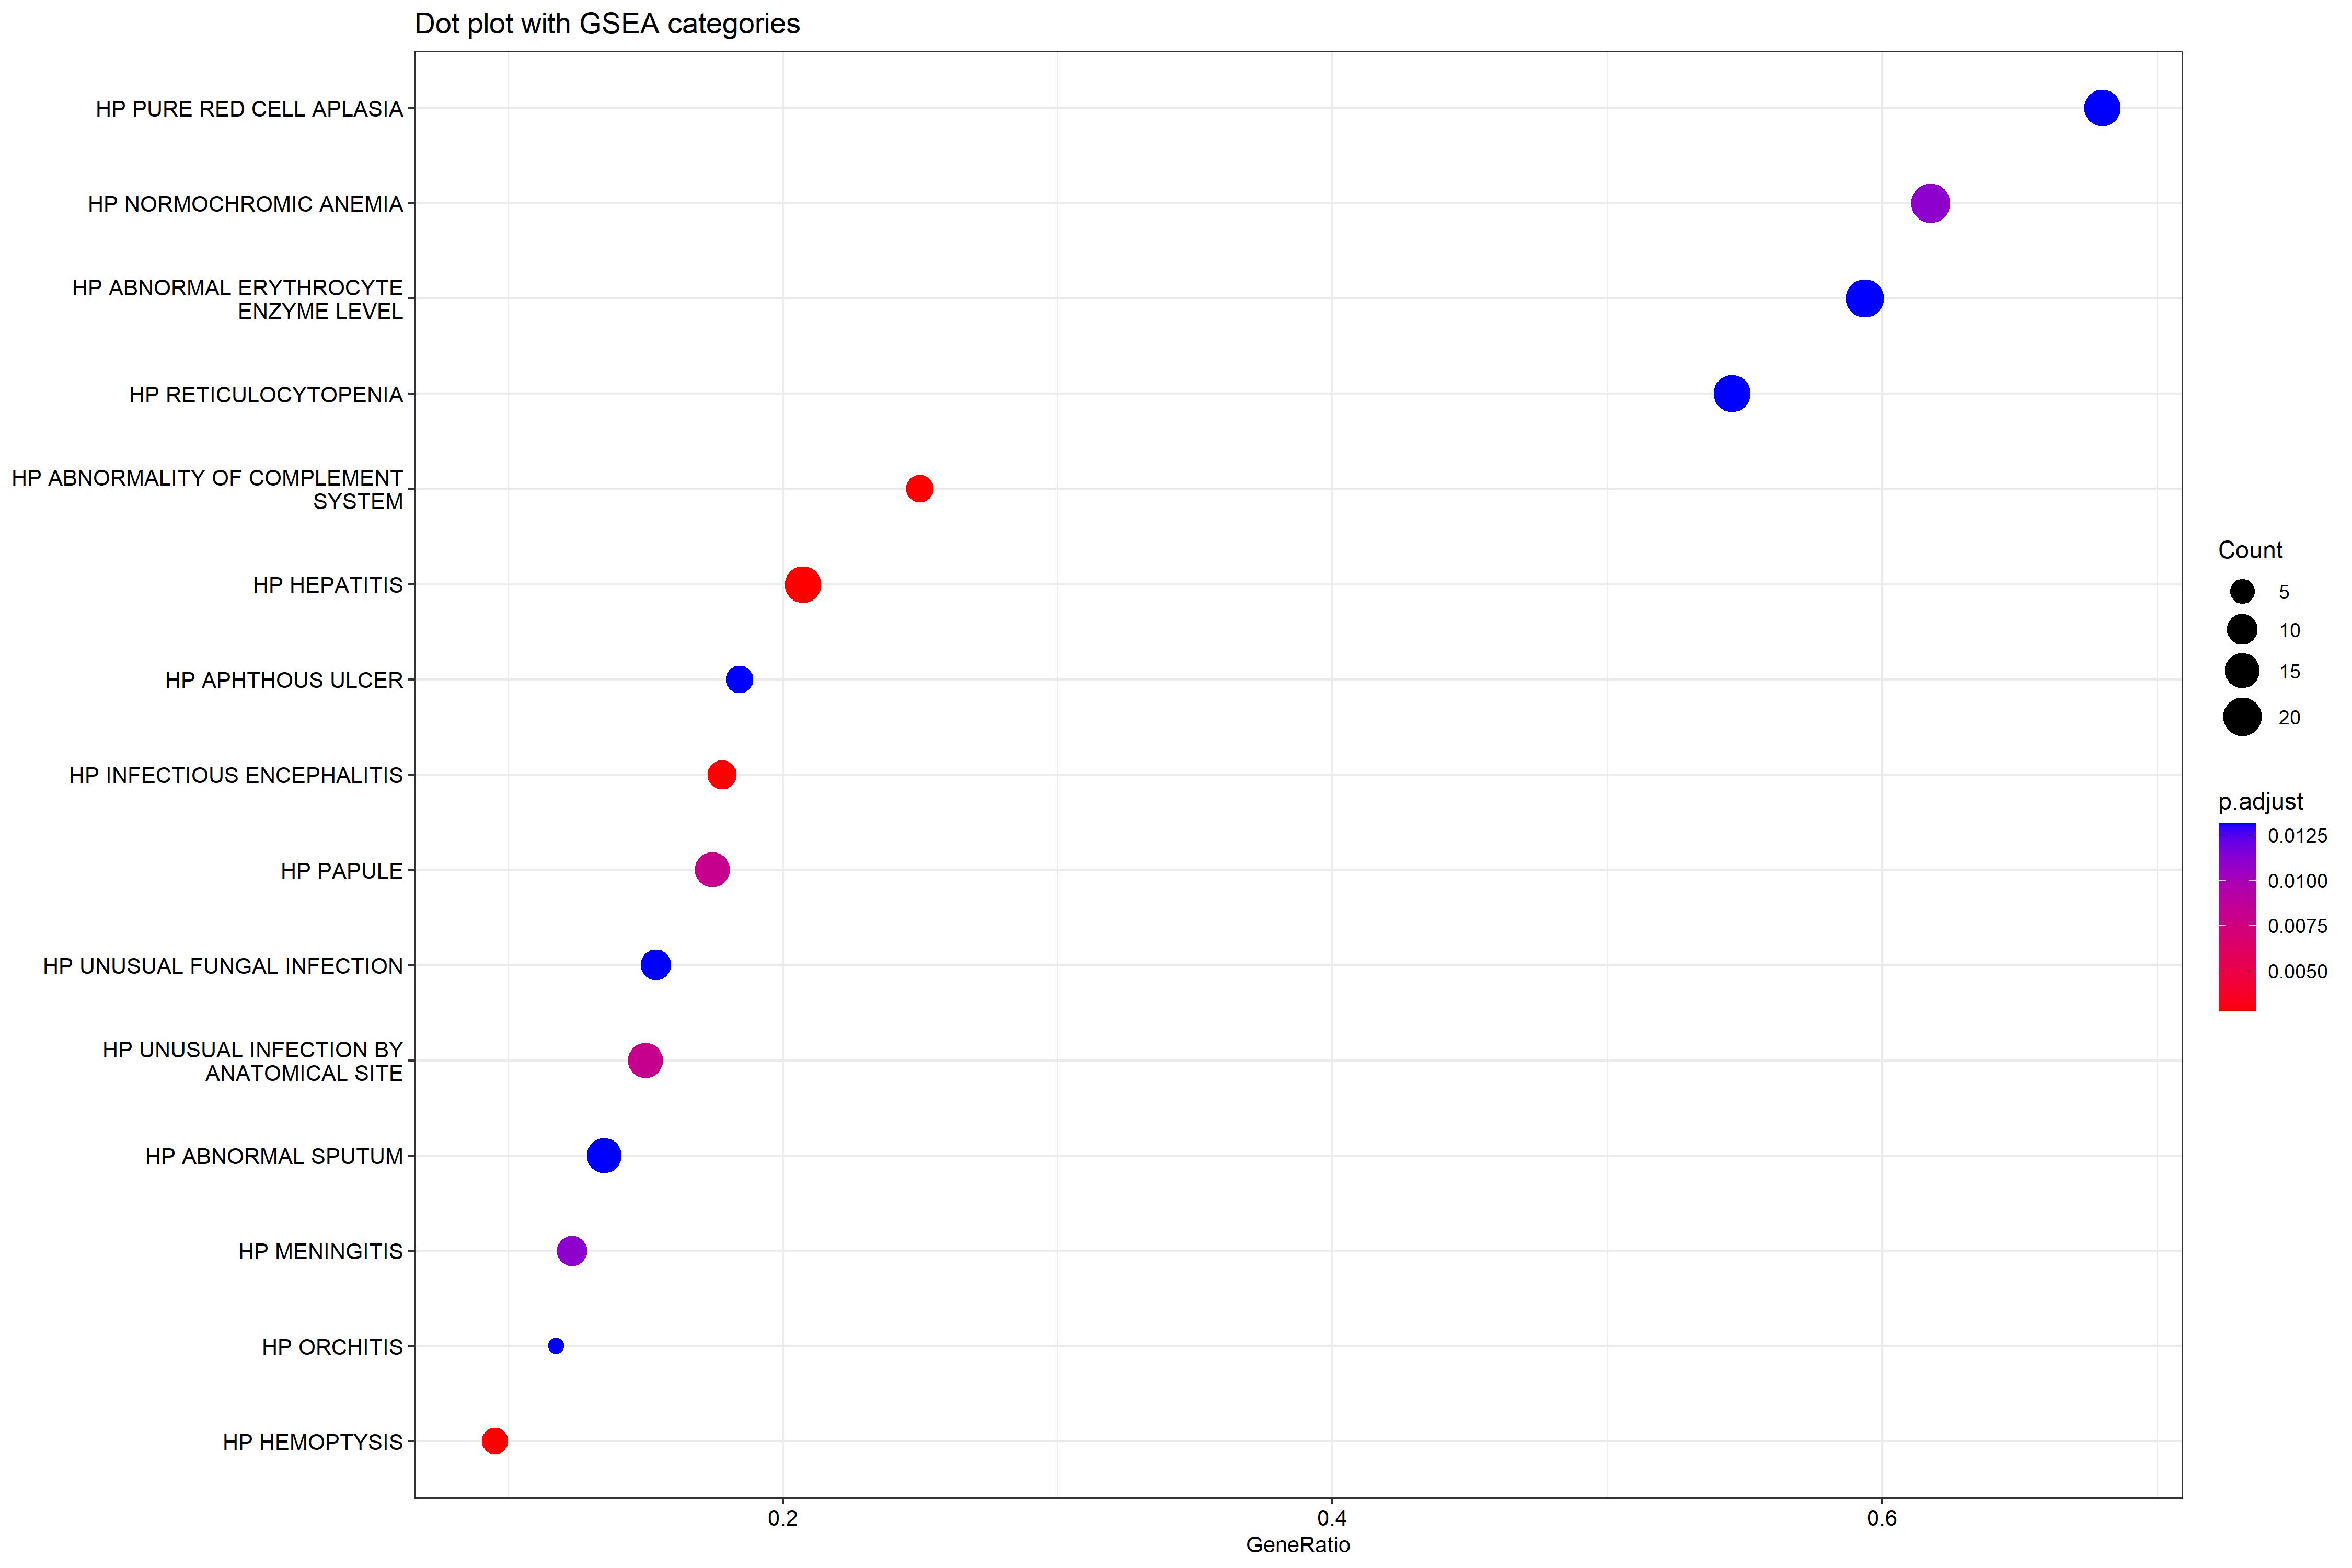 Dot plot with GSEA categories
HP PURE RED CELL APLASIA
HP NORMOCHROMIC ANEMIA
HP ABNORMAL ERYTHROCYTE
ENZYME LEVEL
HP RETICULOCYTOPENIA
HP ABNORMALITY OF COMPLEMENT
SYSTEM
HP HEPATITIS
HP APHTHOUS ULCER
HP INFECTIOUS ENCEPHALITIS
HP PAPULE
HP UNUSUAL FUNGAL INFECTION
HP UNUSUAL INFECTION BY
ANATOMICAL SITE
HP ABNORMAL SPUTUM
HP MENINGITIS
HP ORCHITIS
HP HEMOPTYSIS
0.2
0.4
0.6
GeneRatio
Count
5
10
15
20
p.adjust
0.0125
0.0100
0.0075
0.0050